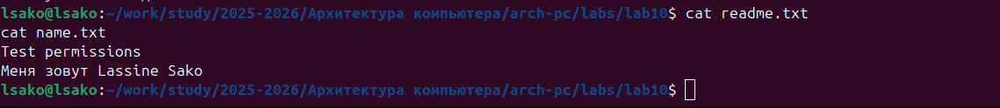 lsako@lsako:~/work/study/2025-2026/Архитектура компьютера/arch-pc/labs/lab10$ cat readme.txt
cat name.txt
Test permissions
Меня зовут Lassine Sako
lsako@lsako:~/work/study/2025-2026/Архитектура компьютера/arch-pc/labs/lab10$